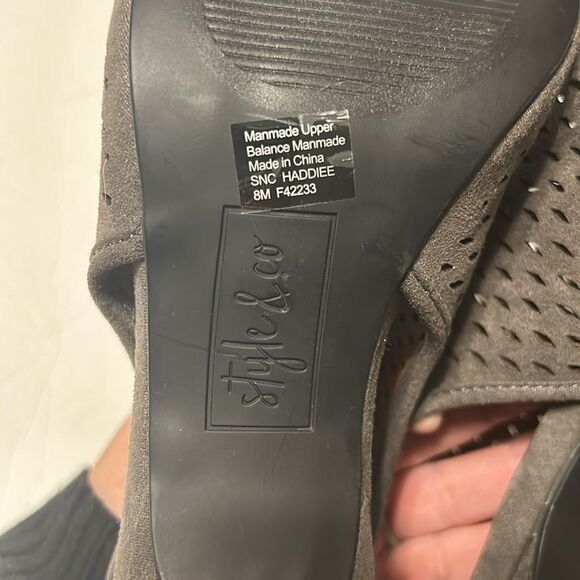 Manmade Upper
Balance Manmade
Made in China
SNC HADDIEE
8M F42233
style&co